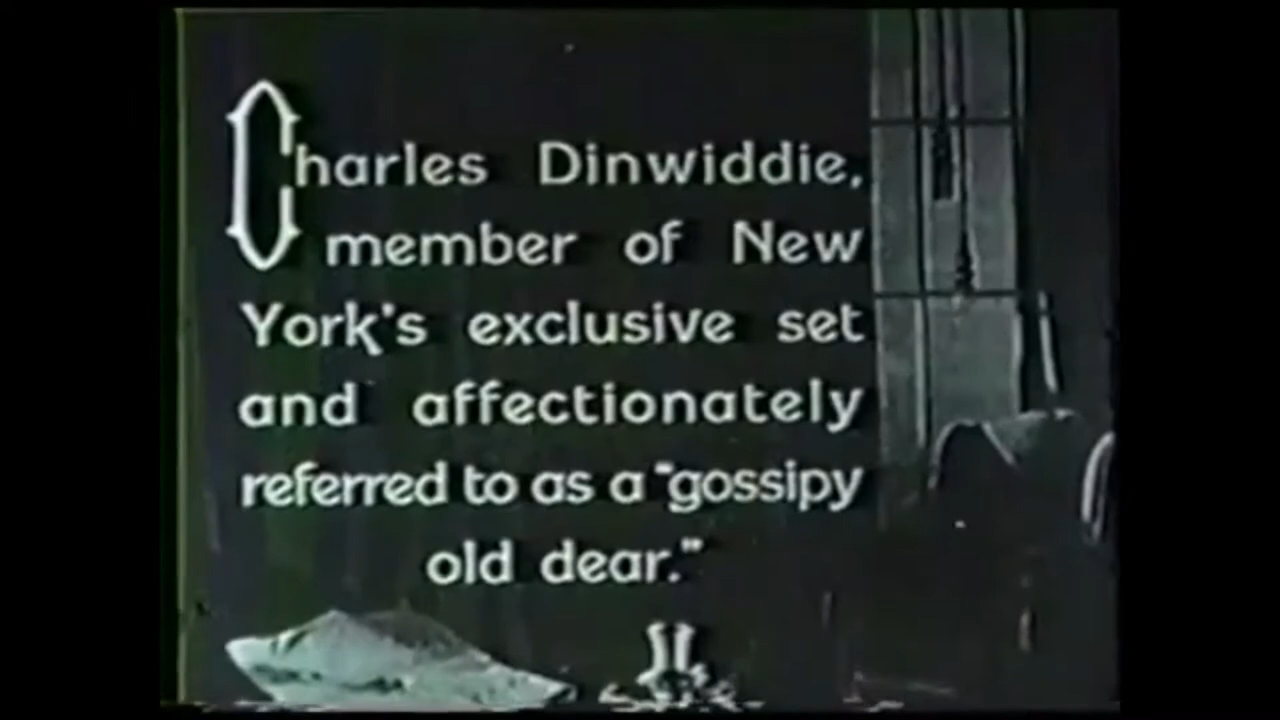 Charles Dinwiddie,
member of New
York's exclusive set
and affectionately
referred to as a "gossipy
old dear."